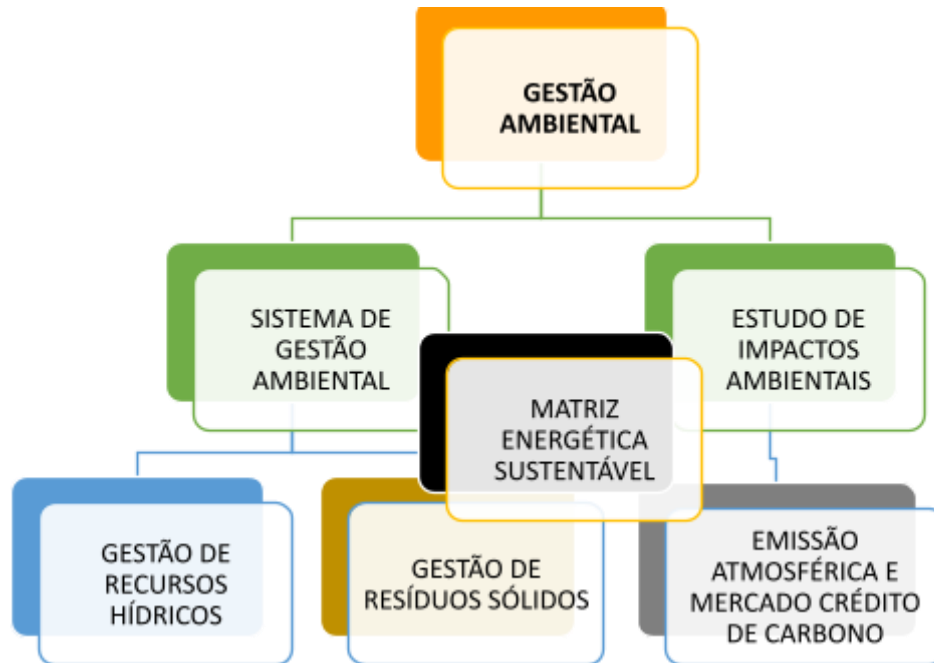 GESTÃO
AMBIENTAL
SISTEMA DE
GESTÃO
AMBIENTAL
ESTUDO DE
IMPACTOS
AMBIENTAIS
MATRIZ
ENERGÉTICA
SUSTENTÁVEL
GESTÃO DE
RECURSOS
HÍDRICOS
GESTÃO DE
RESÍDUOS SÓLIDOS
EMISSÃO
ATMOSFÉRICA E
MERCADO CRÉDITO
DE CARBONO